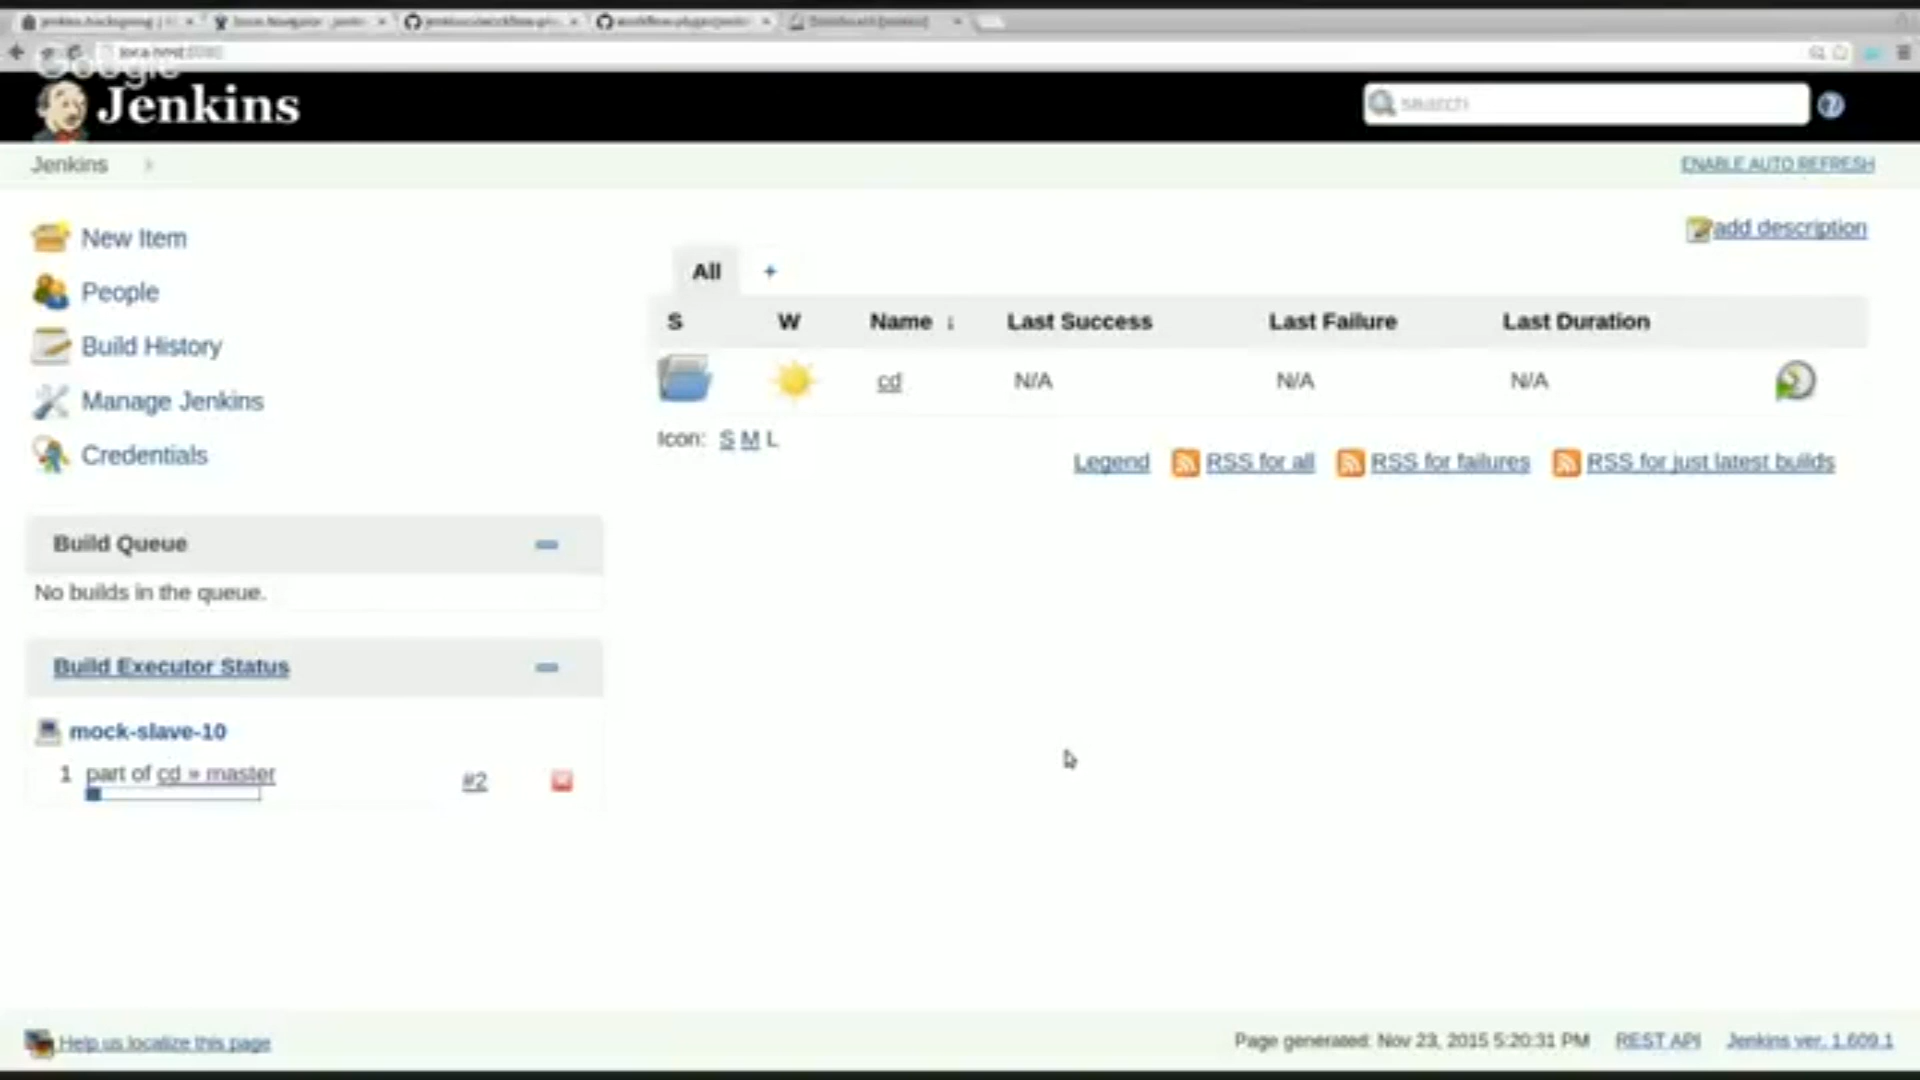 Google
Jenkins
search
Jenkins
ENABLE AUTO REFRESH
New Item
People
Build History
Manage Jenkins
Credentials
add description
All +
S W Name ↓ Last Success Last Failure Last Duration
cd N/A N/A N/A
Icon: S M L
Legend RSS for all RSS for failures RSS for just latest builds
Build Queue
No builds in the queue.
Build Executor Status
mock-slave-10
1 part of cd » master #2
Help us localize this page
Page generated: Nov 23, 2015 5:20:31 PM REST API Jenkins ver. 1.609.1